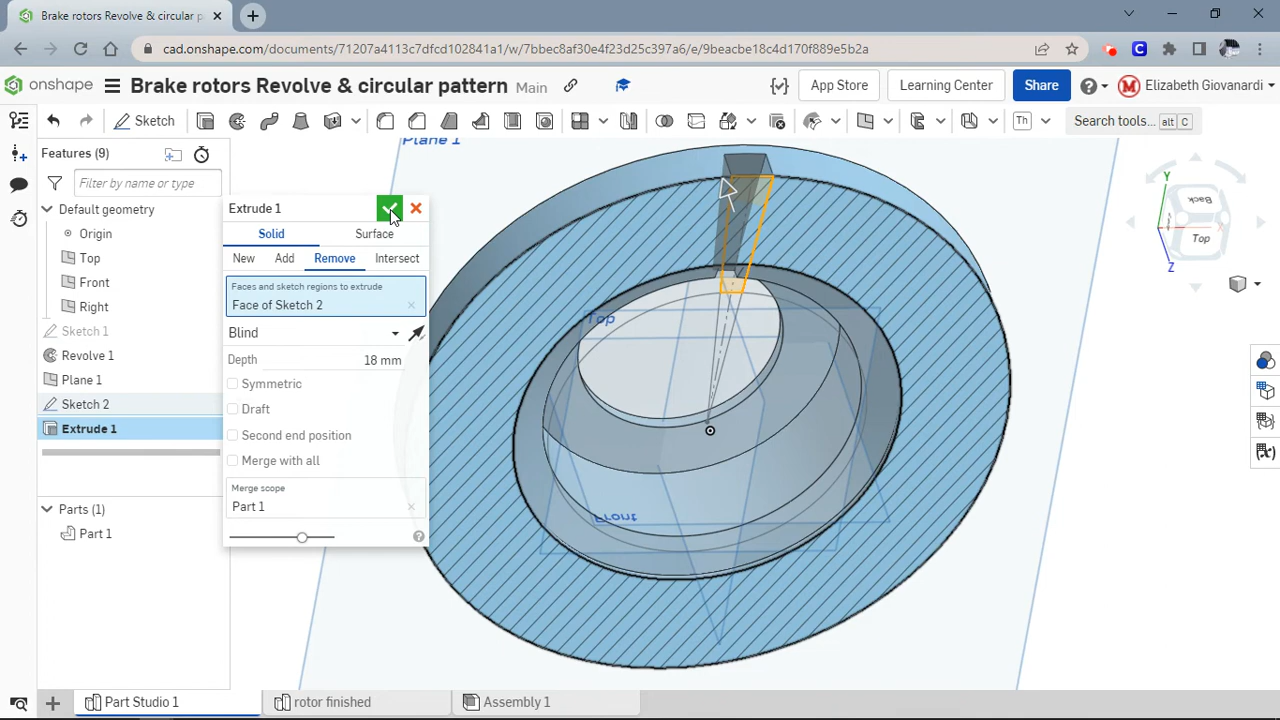 Brake rotors Revolve & circular p
cad.onshape.com/documents/71207a4113c7dfcd102841a1/w/7bbec8af30e4f23d25c397a6/e/9beacbe18c4d170f889e5b2a
onshape
Brake rotors Revolve & circular pattern
Main
App Store
Learning Center
Share
Elizabeth Giovanardi
Sketch
Th
Search tools...
alt
C
Features (9)
Filter by name or type
Default geometry
Origin
Top
Front
Right
Sketch 1
Revolve 1
Plane 1
Sketch 2
Extrude 1
Parts (1)
Part 1
Extrude 1
Solid
Surface
New
Add
Remove
Intersect
Faces and sketch regions to extrude
Face of Sketch 2
Blind
Depth
18 mm
Symmetric
Draft
Second end position
Merge with all
Merge scope
Part 1
Plane 1
Top
Front
Y
Back
Top
X
Z
Part Studio 1
rotor finished
Assembly 1